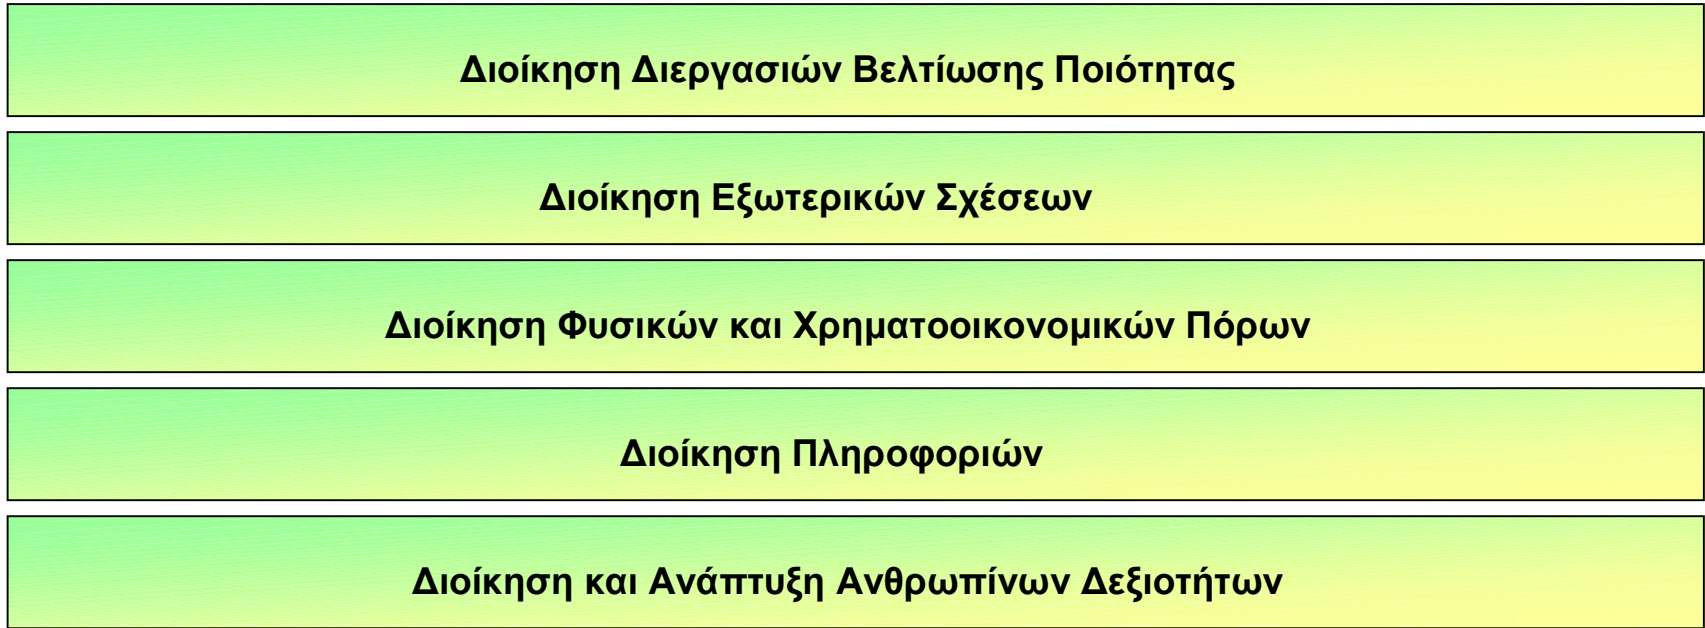 Διοίκηση Διεργασιών Βελτίωσης Ποιότητας
Διοίκηση Εξωτερικών Σχέσεων
Διοίκηση Φυσικών και Χρηματοοικονομικών Πόρων
Διοίκηση Πληροφοριών
Διοίκηση και Ανάπτυξη Ανθρωπίνων Δεξιοτήτων